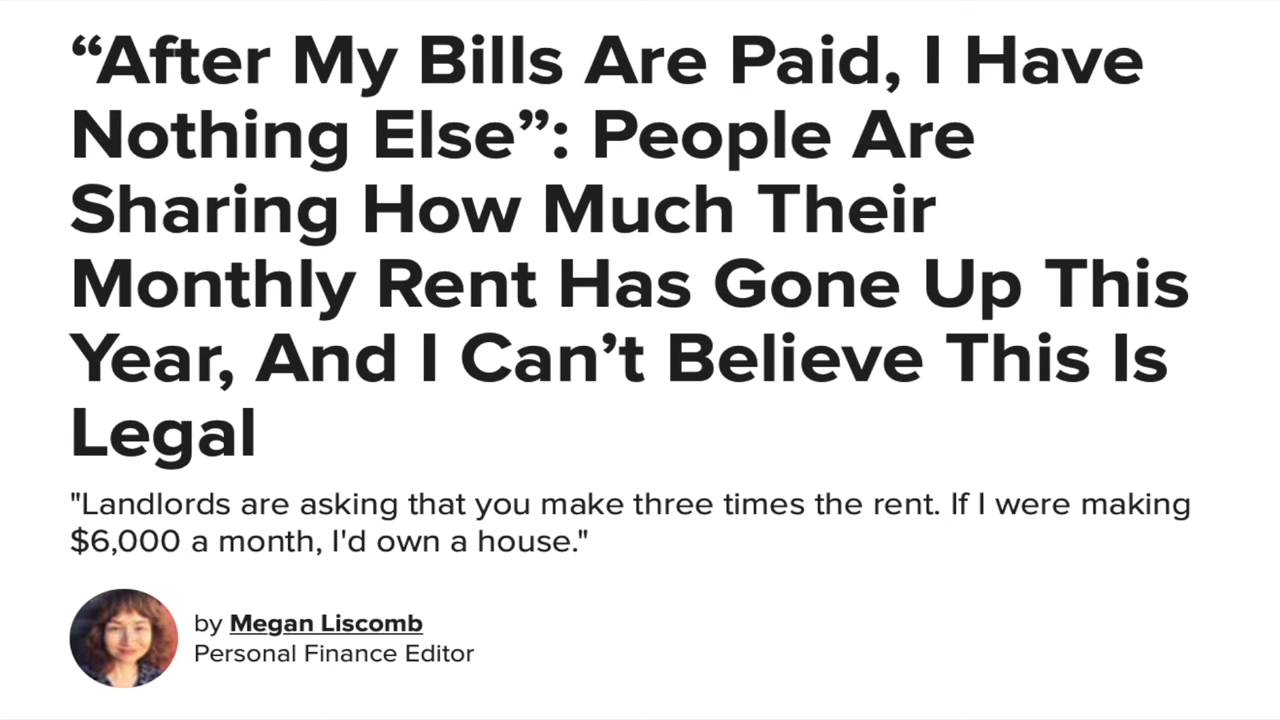 “After My Bills Are Paid, I Have
Nothing Else”: People Are
Sharing How Much Their
Monthly Rent Has Gone Up This
Year, And I Can’t Believe This Is
Legal
"Landlords are asking that you make three times the rent. If I were making
$6,000 a month, I'd own a house."
by Megan Liscomb
Personal Finance Editor